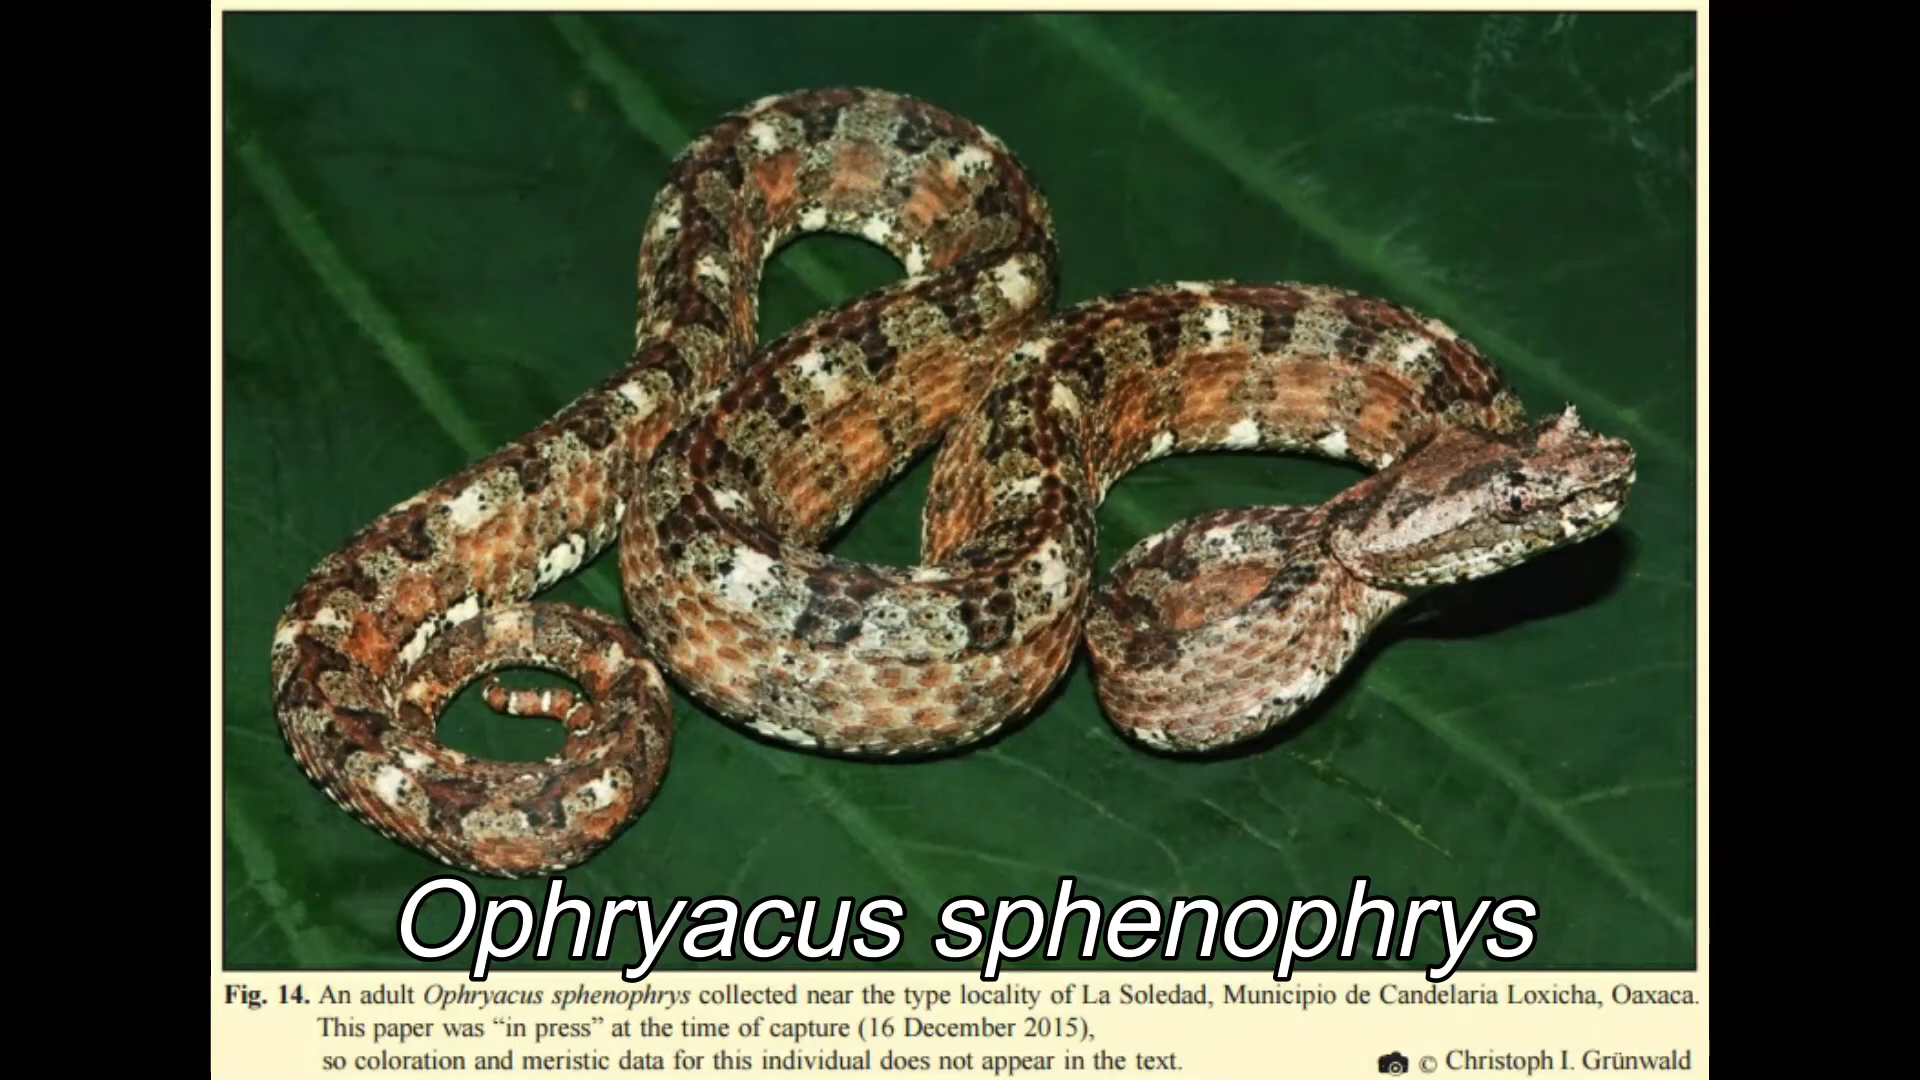 Ophryacus sphenophrys
Fig. 14. An adult Ophryacus sphenophrys collected near the type locality of La Soledad, Municipio de Candelaria Loxicha, Oaxaca.
This paper was “in press” at the time of capture (16 December 2015),
so coloration and meristic data for this individual does not appear in the text.
© Christoph I. Grünwald